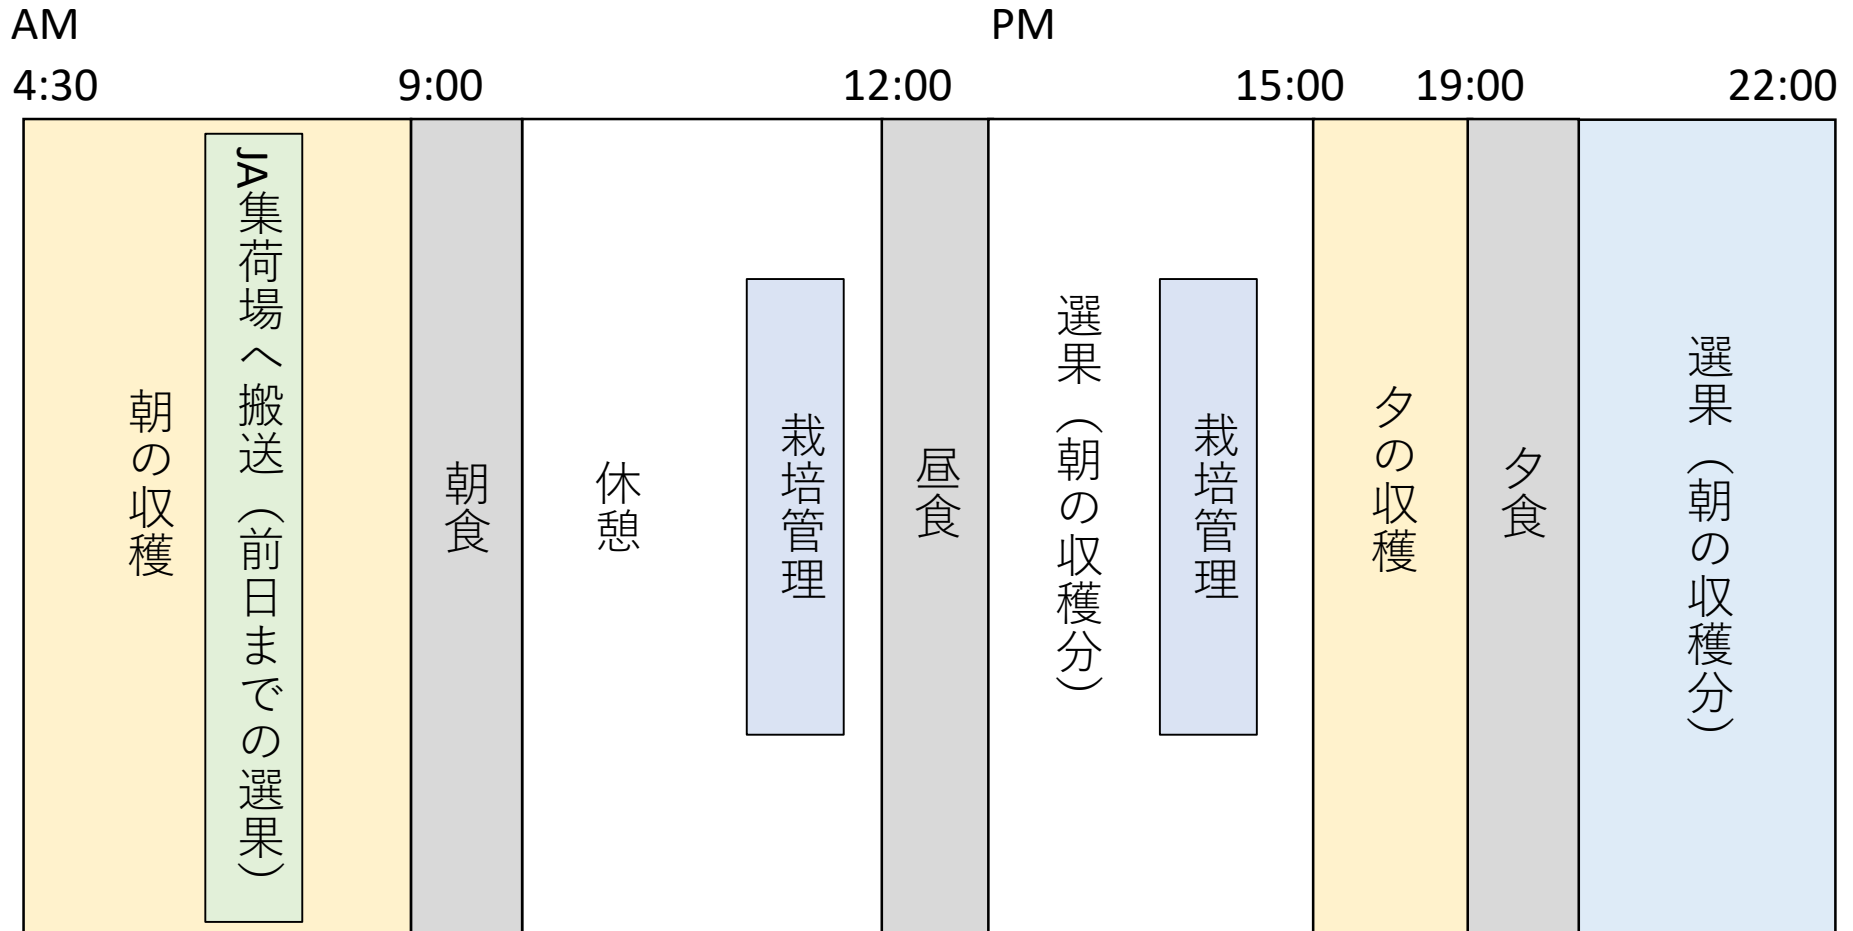 AM
PM
4:30
9:00
12:00
15:00
19:00
22:00
朝の収穫
JA集荷場へ搬送（前日までの選果）
朝食
休憩
栽培管理
昼食
選果（朝の収穫分）
栽培管理
夕の収穫
夕食
選果（朝の収穫分）